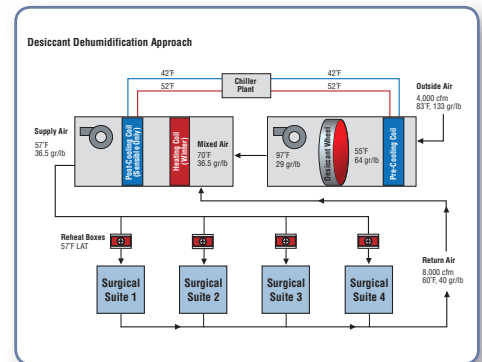 Desiccant Dehumidification Approach
42˚F
42˚F
52˚F
52˚F
Chiller
Plant
Outside Air
4,000 cfm
83˚F, 133 gr/lb
Supply Air
57˚F
36.5 gr/lb
Post-Cooling Coil
(Sensible Only)
Heating Coil
(Winter)
Mixed Air
70˚F
36.5 gr/lb
97˚F
29 gr/lb
Desiccant Wheel
55˚F
64 gr/lb
Pre-Cooling Coil
Reheat Boxes
57˚F LAT
Return Air
8,000 cfm
60˚F, 40 gr/lb
Surgical
Suite 1
Surgical
Suite 2
Surgical
Suite 3
Surgical
Suite 4